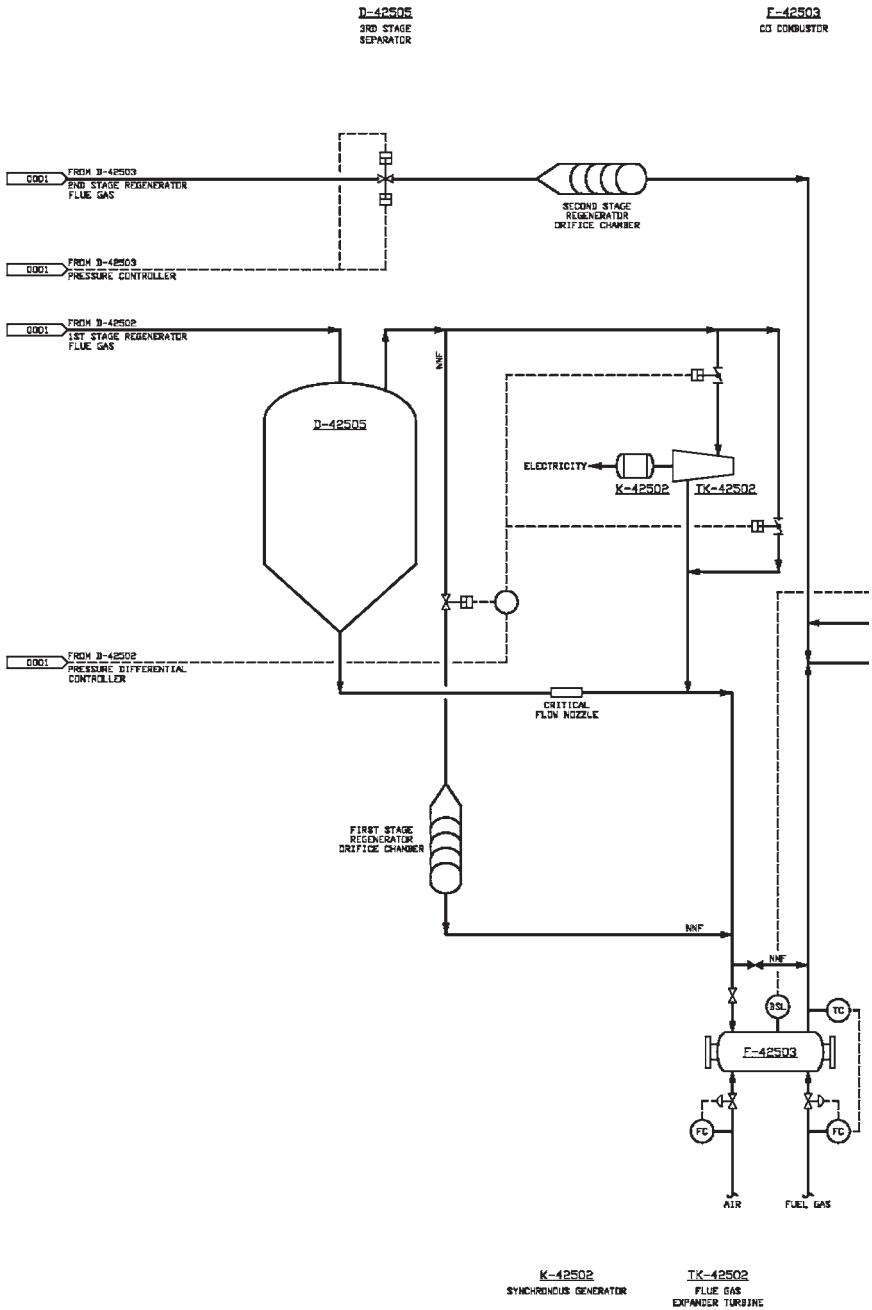 D-42505
3RD STAGE
SEPARATOR
F-42503
CO COMBUSTOR
0001
FROM D-42503
2ND STAGE REGENERATOR
FLUE GAS
SECOND STAGE
REGENERATOR
ORIFICE CHAMBER
0001
FROM D-42503
PRESSURE CONTROLLER
0001
FROM D-42502
1ST STAGE REGENERATOR
FLUE GAS
NNF
D-42505
ELECTRICITY
K-42502
TK-42502
0001
FROM D-42502
PRESSURE DIFFERENTIAL
CONTROLLER
CRITICAL
FLOW NOZZLE
FIRST STAGE
REGENERATOR
ORIFICE CHAMBER
NNF
NNF
BSL
TC
F-42503
FC
FC
AIR
FUEL GAS
K-42502
SYNCHRONOUS GENERATOR
TK-42502
FLUE GAS
EXPANDER TURBINE